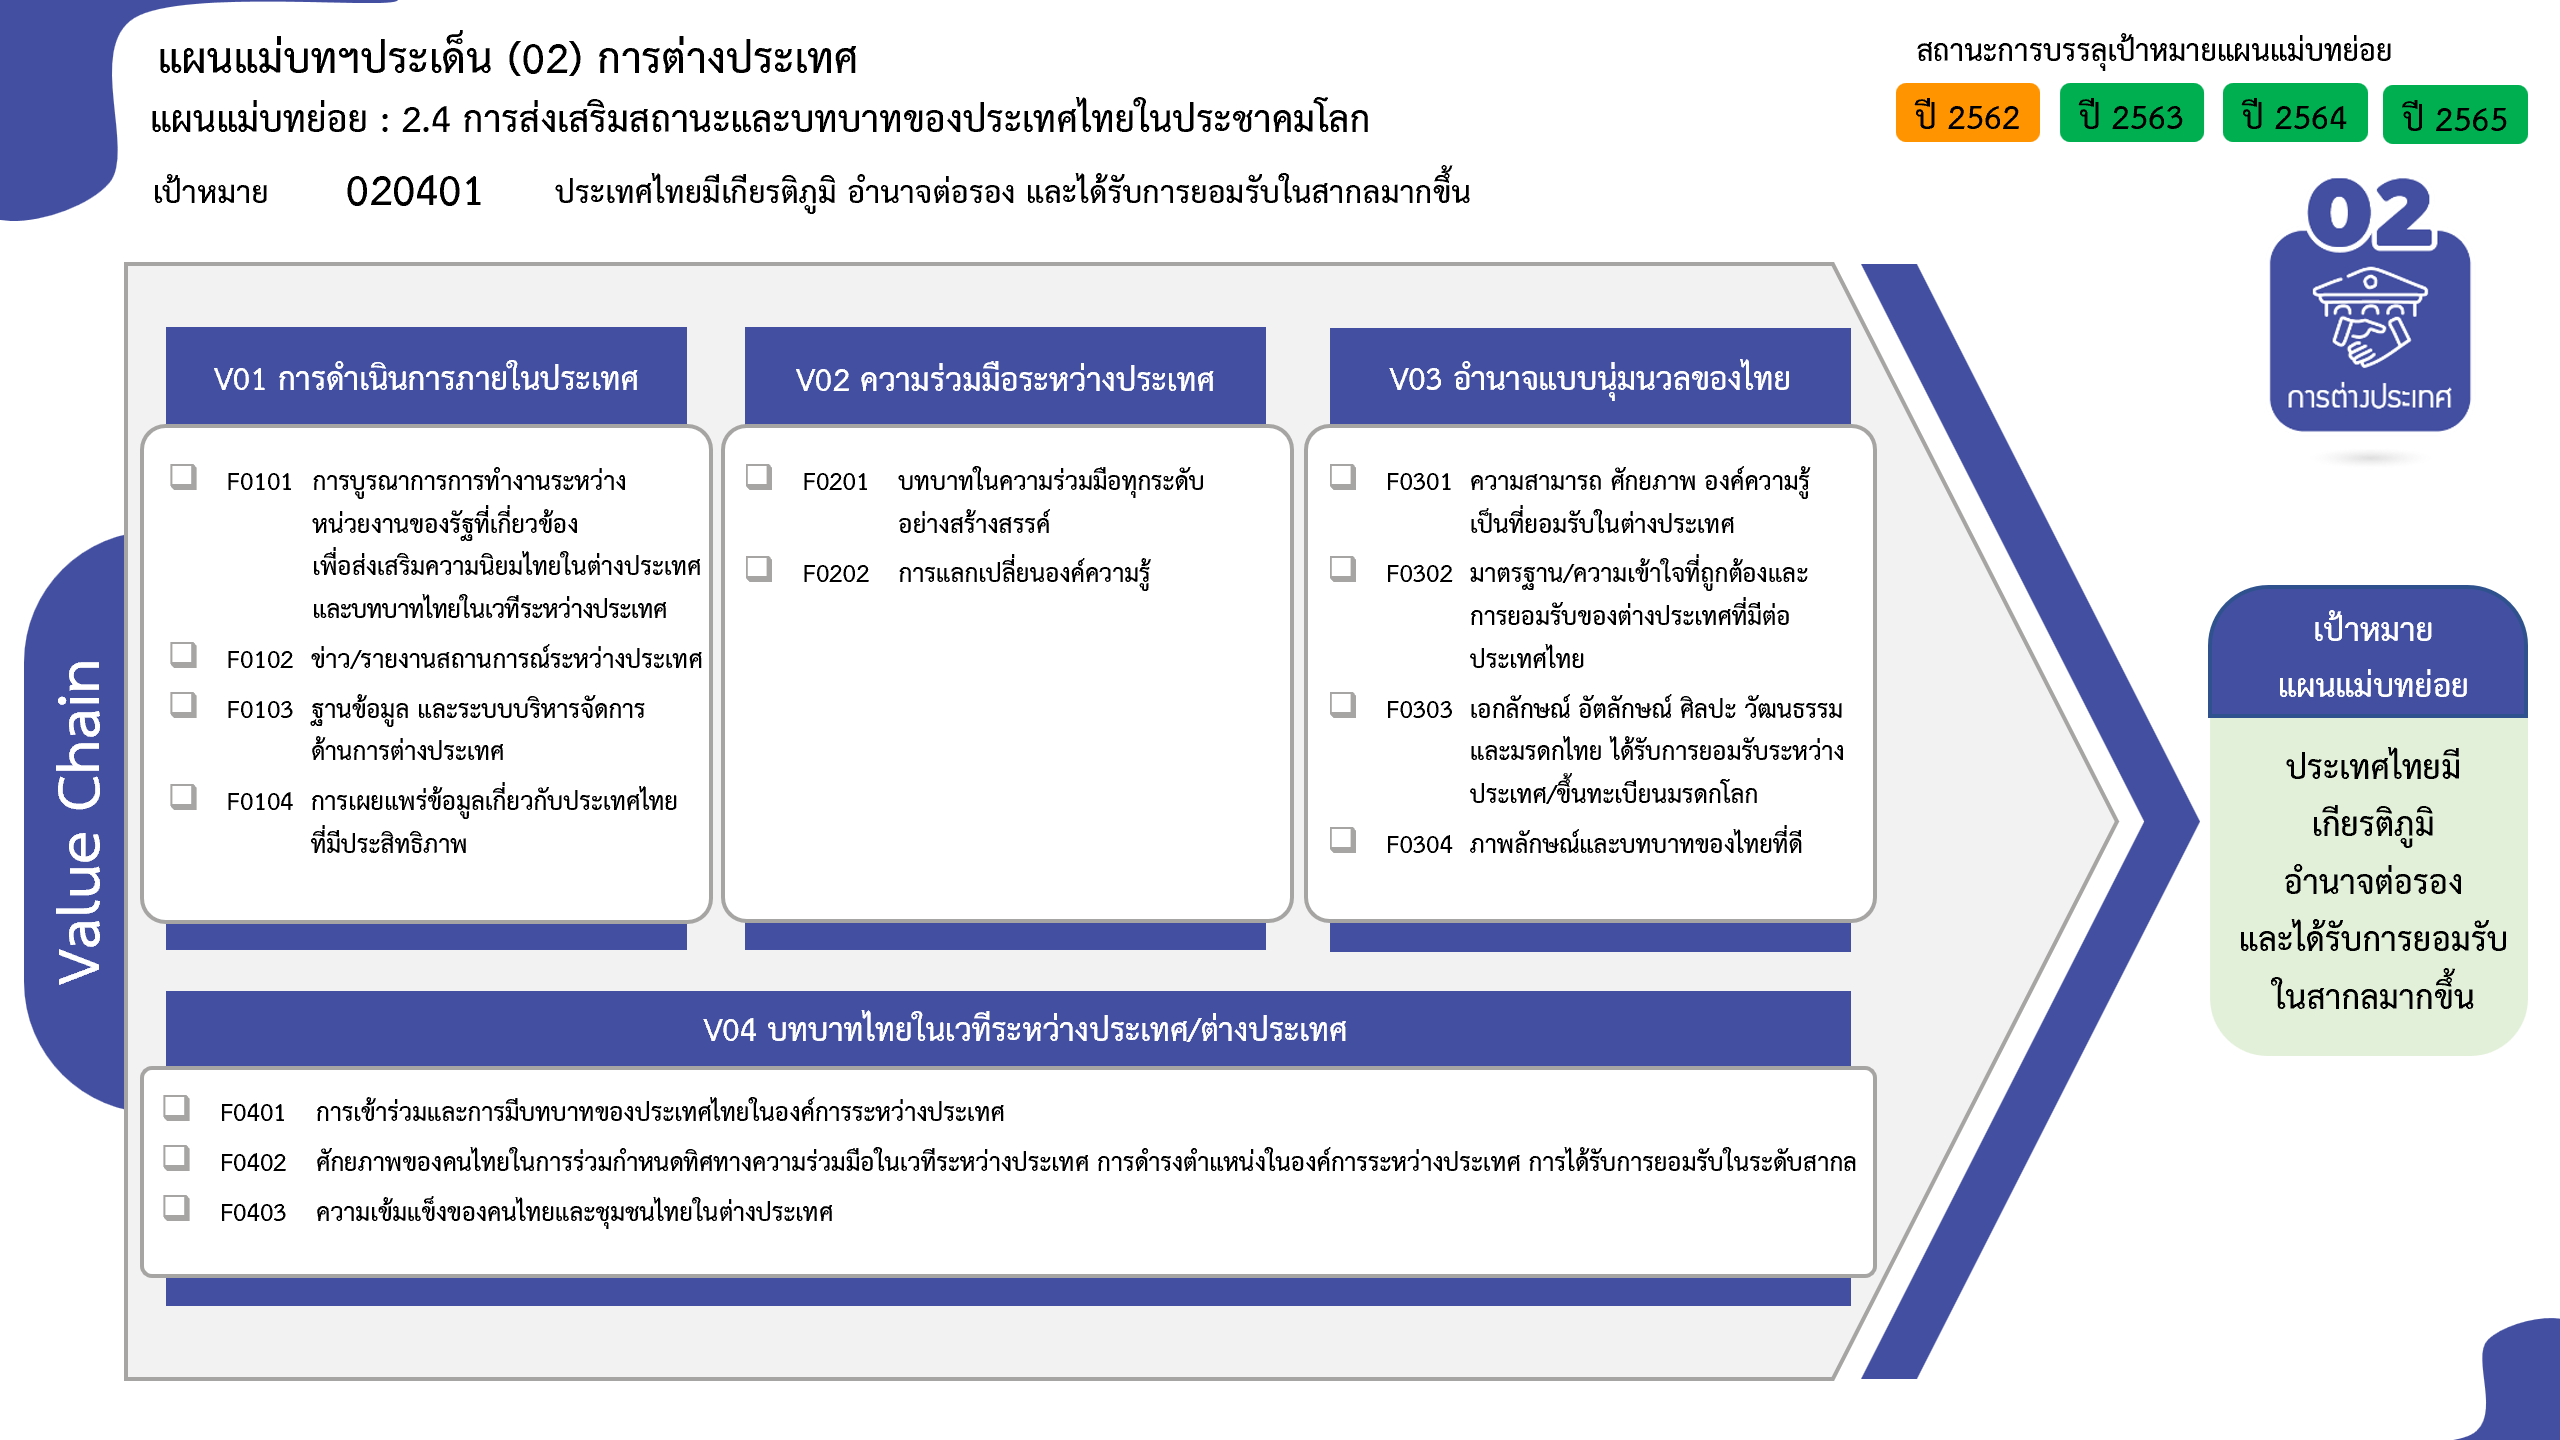 แผนแม่บทฯประเด็น (02) การต่างประเทศ
แผนแม่บทย่อย : 2.4 การส่งเสริมสถานะและบทบาทของประเทศไทยในประชาคมโลก
เป้าหมาย 020401 ประเทศไทยมีเกียรติภูมิ อำนาจต่อรอง และได้รับการยอมรับในสากลมากขึ้น
สถานะการบรรลุเป้าหมายแผนแม่บทย่อย
ปี 2562 ปี 2563 ปี 2564 ปี 2565
02
การต่างประเทศ
Value Chain
V01 การดำเนินการภายในประเทศ
F0101 การบูรณาการการทำงานระหว่าง
หน่วยงานของรัฐที่เกี่ยวข้อง
เพื่อส่งเสริมความนิยมไทยในต่างประเทศ
และบทบาทไทยในเวทีระหว่างประเทศ
F0102 ข่าว/รายงานสถานการณ์ระหว่างประเทศ
F0103 ฐานข้อมูล และระบบบริหารจัดการ
ด้านการต่างประเทศ
F0104 การเผยแพร่ข้อมูลเกี่ยวกับประเทศไทย
ที่มีประสิทธิภาพ
V02 ความร่วมมือระหว่างประเทศ
F0201 บทบาทในความร่วมมือทุกระดับ
อย่างสร้างสรรค์
F0202 การแลกเปลี่ยนองค์ความรู้
V03 อำนาจแบบนุ่มนวลของไทย
F0301 ความสามารถ ศักยภาพ องค์ความรู้
เป็นที่ยอมรับในต่างประเทศ
F0302 มาตรฐาน/ความเข้าใจที่ถูกต้องและ
การยอมรับของต่างประเทศที่มีต่อ
ประเทศไทย
F0303 เอกลักษณ์ อัตลักษณ์ ศิลปะ วัฒนธรรม
และมรดกไทย ได้รับการยอมรับระหว่าง
ประเทศ/ขึ้นทะเบียนมรดกโลก
F0304 ภาพลักษณ์และบทบาทของไทยที่ดี
V04 บทบาทไทยในเวทีระหว่างประเทศ/ต่างประเทศ
F0401 การเข้าร่วมและการมีบทบาทของประเทศไทยในองค์การระหว่างประเทศ
F0402 ศักยภาพของคนไทยในการร่วมกำหนดทิศทางความร่วมมือในเวทีระหว่างประเทศ การดำรงตำแหน่งในองค์การระหว่างประเทศ การได้รับการยอมรับในระดับสากล
F0403 ความเข้มแข็งของคนไทยและชุมชนไทยในต่างประเทศ
เป้าหมาย
แผนแม่บทย่อย
ประเทศไทยมี
เกียรติภูมิ
อำนาจต่อรอง
และได้รับการยอมรับ
ในสากลมากขึ้น